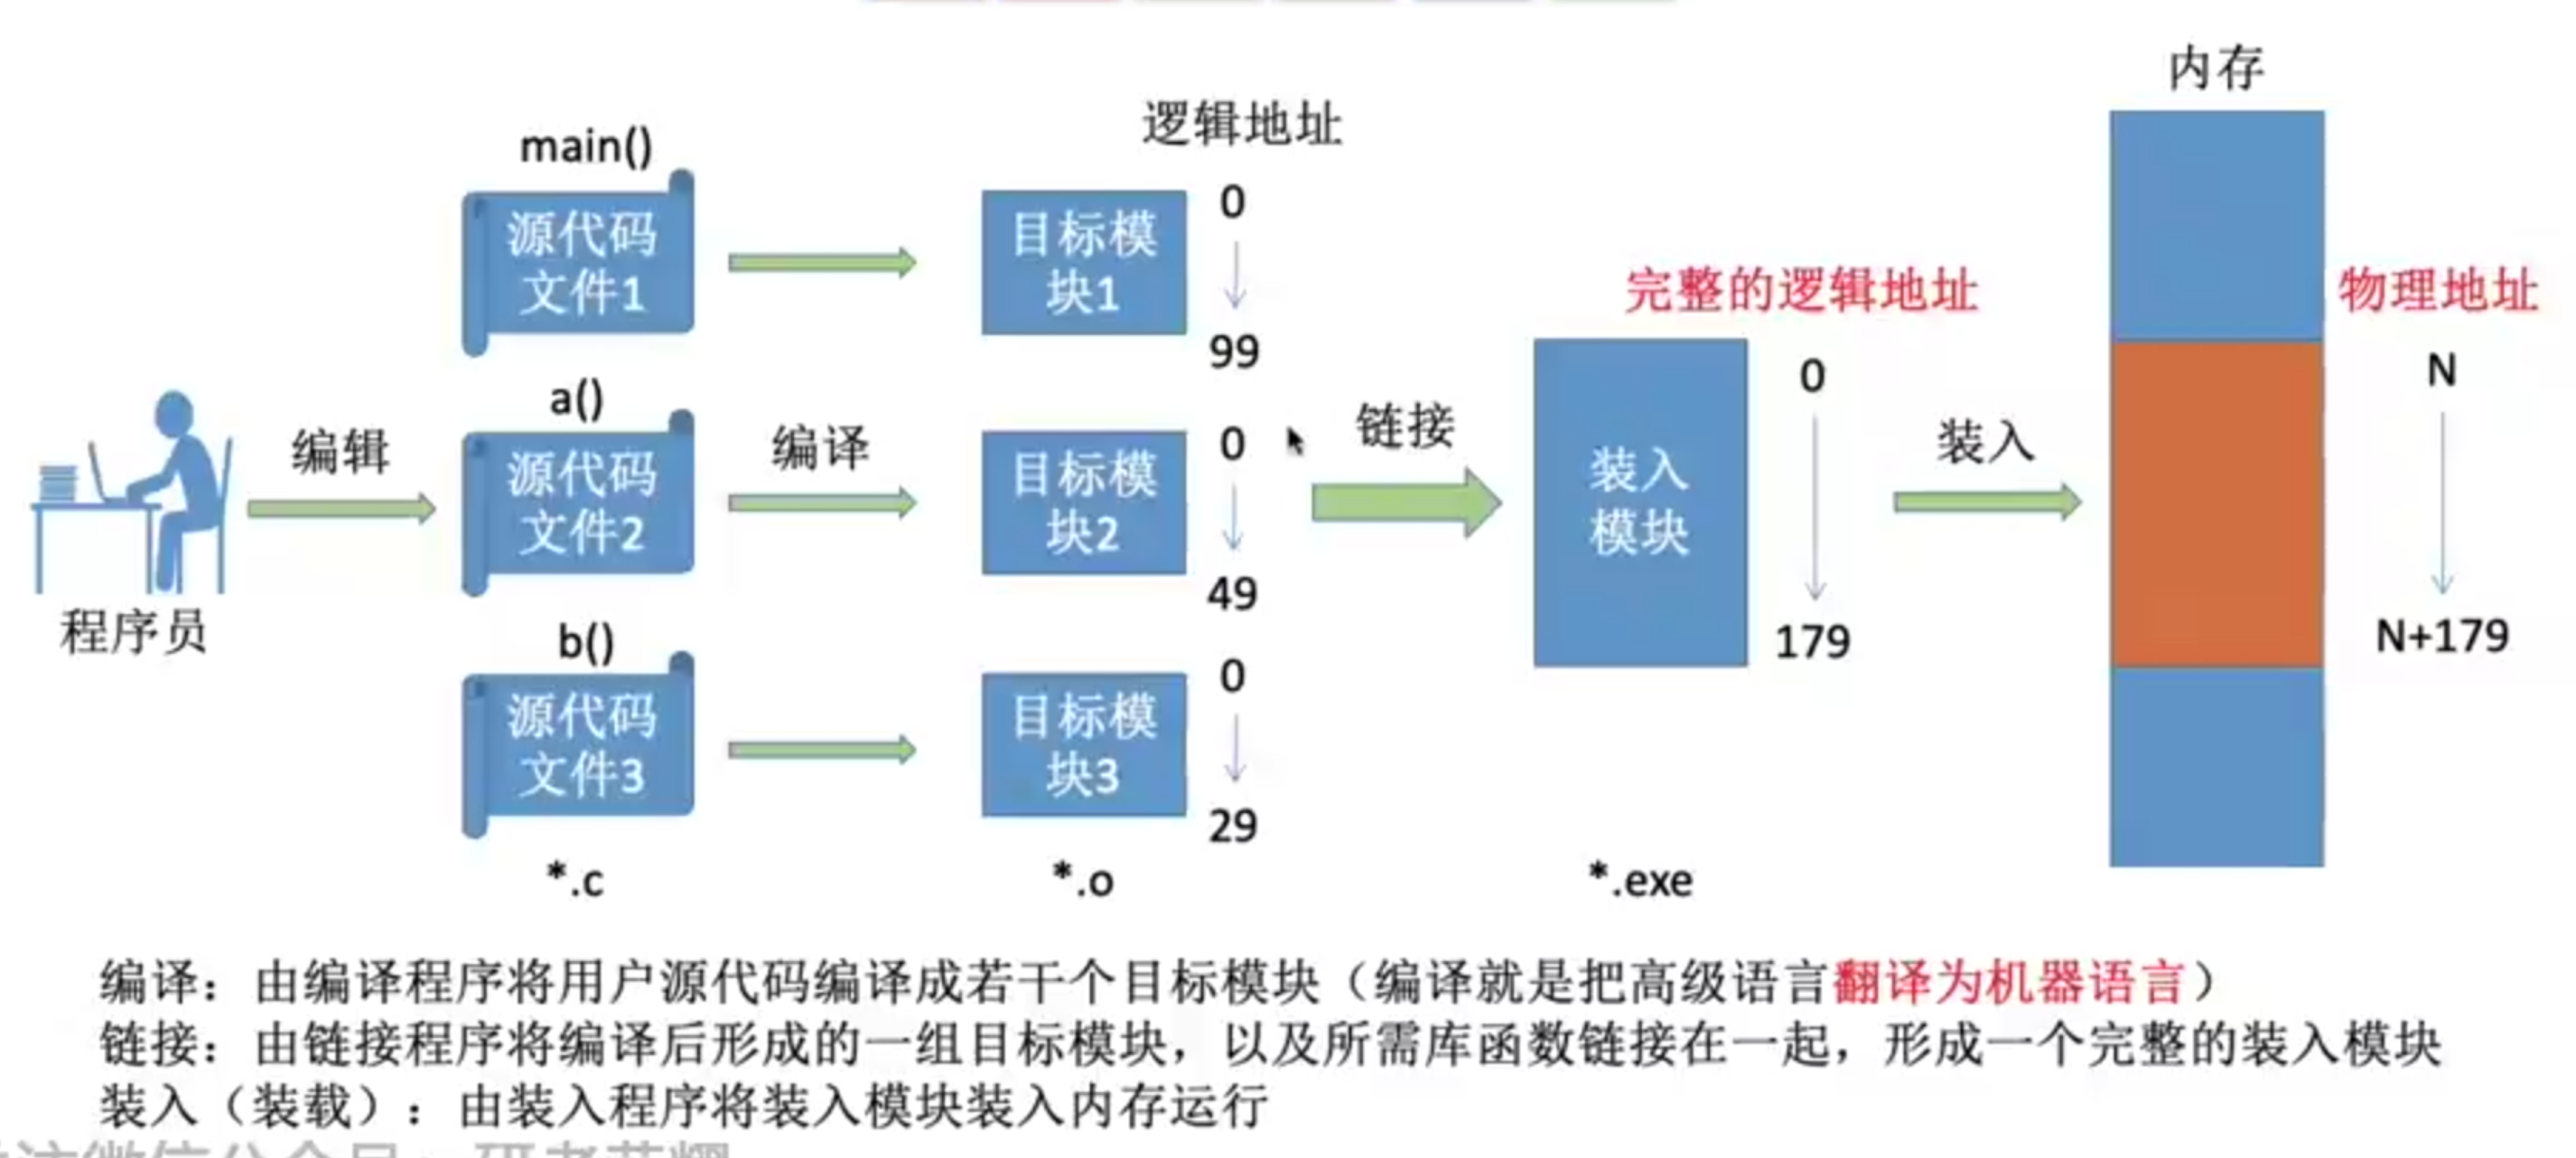 内存
逻辑地址
main()
源代码
文件1
目标模
块1
0
99
完整的逻辑地址
物理地址
a()
编辑
源代码
文件2
编译
目标模
块2
0
49
链接
装入
模块
0
179
装入
N
N+179
程序员
b()
源代码
文件3
目标模
块3
0
29
*.c
*.o
*.exe
编译：由编译程序将用户源代码编译成若干个目标模块（编译就是把高级语言翻译为机器语言）
链接：由链接程序将编译后形成的一组目标模块，以及所需库函数链接在一起，形成一个完整的装入模块
装入（装载）：由装入程序将装入模块装入内存运行